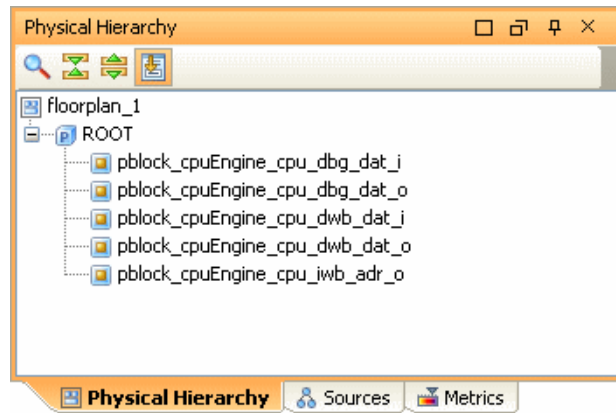 Physical Hierarchy
floorplan_1
ROOT
pblock_cpuEngine_cpu_dbg_dat_i
pblock_cpuEngine_cpu_dbg_dat_o
pblock_cpuEngine_cpu_dwb_dat_i
pblock_cpuEngine_cpu_dwb_dat_o
pblock_cpuEngine_cpu_iwb_adr_o
Physical Hierarchy Sources Metrics